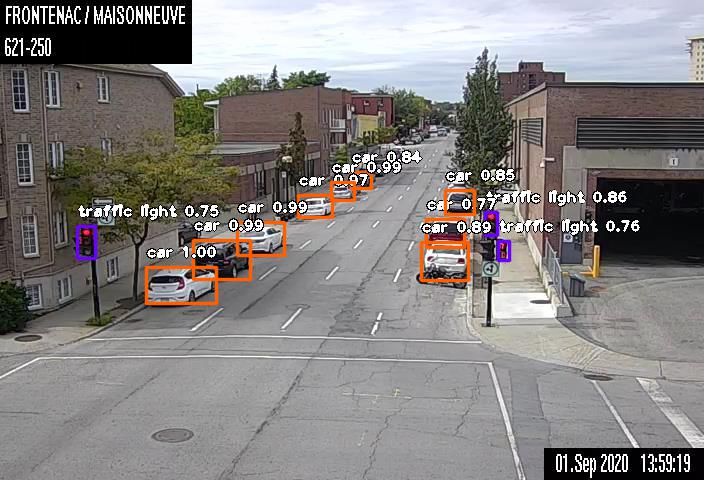 FRONTENAC / MAISONNEUVE
621-250
car 0.84
car 0.99
car 0.97
car 0.85
traffic light 0.86
car 0.77
traffic light 0.75
car 0.99
car 0.99
car 0.89
traffic light 0.76
car 1.00
01.Sep 2020 13:59:19